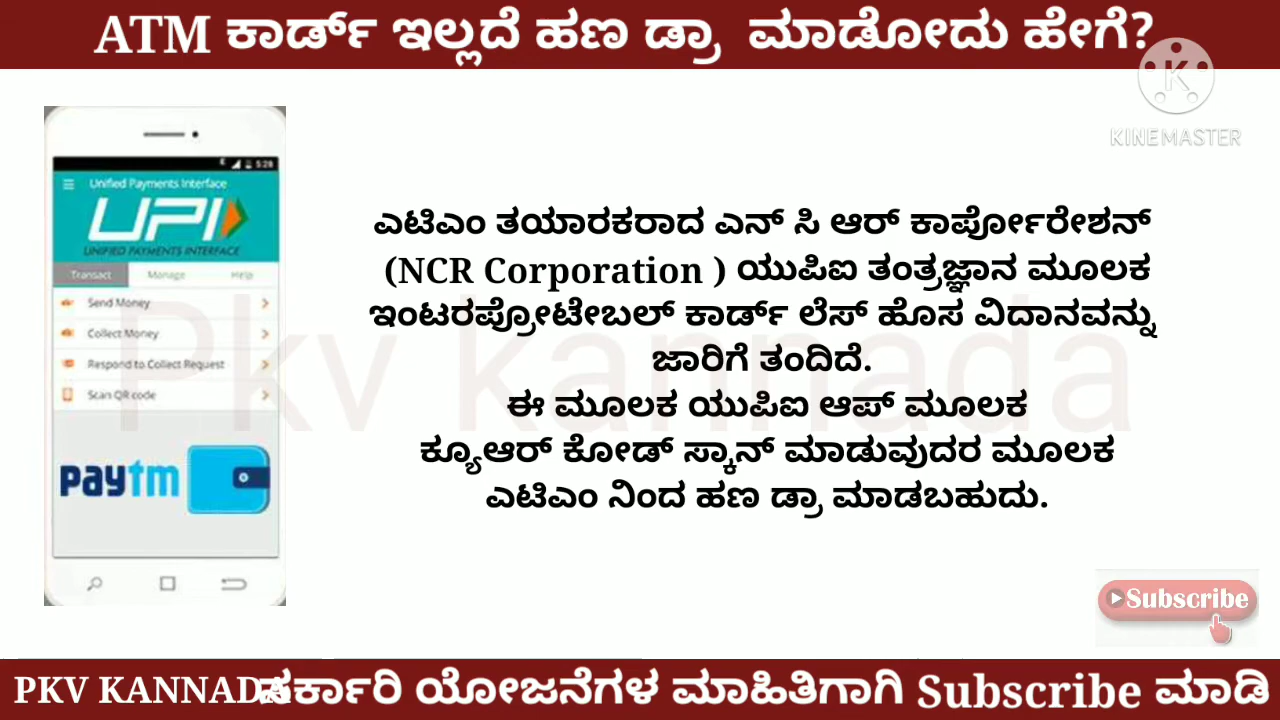 ATM ಕಾರ್ಡ್ ಇಲ್ಲದೆ ಹಣ ಡ್ರಾ ಮಾಡೋದು ಹೇಗೆ?
KINEMASTER
5:28
Unified Payments Interface
UPI
UNIFIED PAYMENTS INTERFACE
Transact Manage Help
Send Money
Collect Money
Respond to Collect Request
Scan QR code
paytm
ಎಟಿಎಂ ತಯಾರಕರಾದ ಎನ್ ಸಿ ಆರ್ ಕಾರ್ಪೋರೇಶನ್
(NCR Corporation ) ಯುಪಿಐ ತಂತ್ರಜ್ಞಾನ ಮೂಲಕ
ಇಂಟರಪ್ರೋಟೇಬಲ್ ಕಾರ್ಡ್ ಲೆಸ್ ಹೊಸ ವಿದಾನವನ್ನು
ಜಾರಿಗೆ ತಂದಿದೆ.
ಈ ಮೂಲಕ ಯುಪಿಐ ಆಪ್ ಮೂಲಕ
ಕ್ಯೂಆರ್ ಕೋಡ್ ಸ್ಕಾನ್ ಮಾಡುವುದರ ಮೂಲಕ
ಎಟಿಎಂ ನಿಂದ ಹಣ ಡ್ರಾ ಮಾಡಬಹುದು.
Pkv kannada
Subscribe
PKV KANNADA ಸರ್ಕಾರಿ ಯೋಜನೆಗಳ ಮಾಹಿತಿಗಾಗಿ Subscribe ಮಾಡಿ